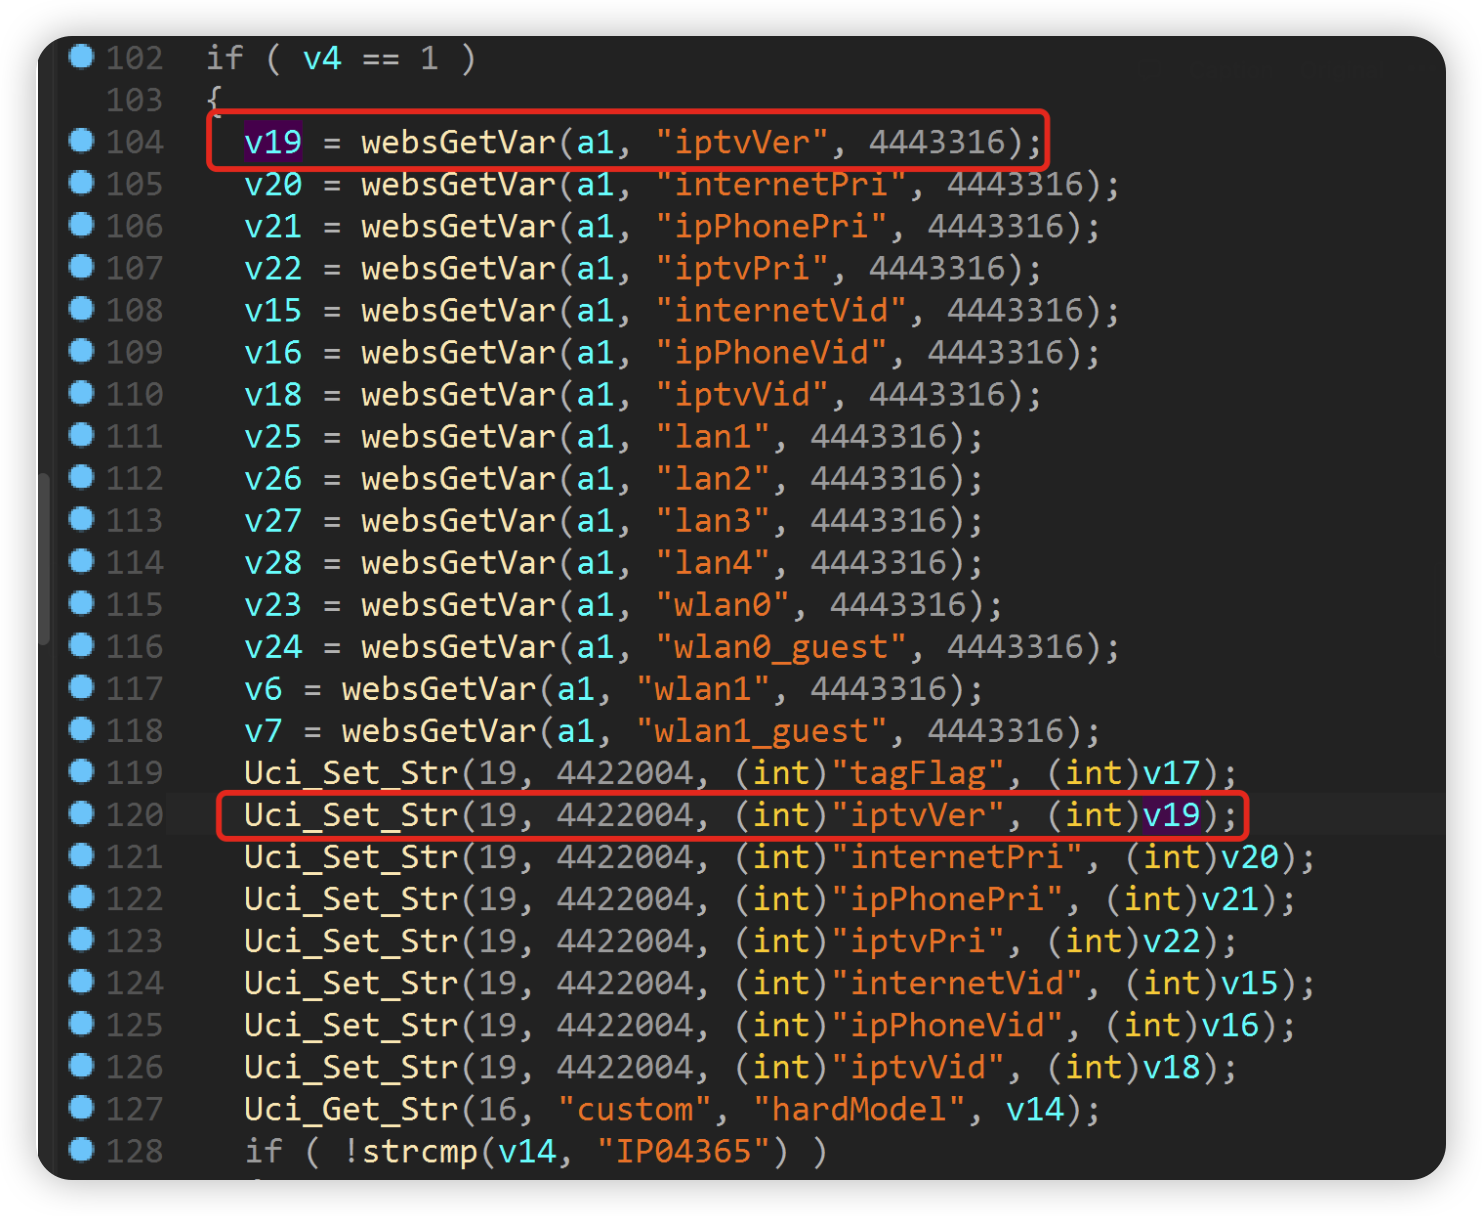 102 if ( v4 == 1 )
103 {
104 v19 = websGetVar(a1, "iptvVer", 4443316);
105 v20 = websGetVar(a1, "internetPri", 4443316);
106 v21 = websGetVar(a1, "ipPhonePri", 4443316);
107 v22 = websGetVar(a1, "iptvPri", 4443316);
108 v15 = websGetVar(a1, "internetVid", 4443316);
109 v16 = websGetVar(a1, "ipPhoneVid", 4443316);
110 v18 = websGetVar(a1, "iptvVid", 4443316);
111 v25 = websGetVar(a1, "lan1", 4443316);
112 v26 = websGetVar(a1, "lan2", 4443316);
113 v27 = websGetVar(a1, "lan3", 4443316);
114 v28 = websGetVar(a1, "lan4", 4443316);
115 v23 = websGetVar(a1, "wlan0", 4443316);
116 v24 = websGetVar(a1, "wlan0_guest", 4443316);
117 v6 = websGetVar(a1, "wlan1", 4443316);
118 v7 = websGetVar(a1, "wlan1_guest", 4443316);
119 Uci_Set_Str(19, 4422004, (int)"tagFlag", (int)v17);
120 Uci_Set_Str(19, 4422004, (int)"iptvVer", (int)v19);
121 Uci_Set_Str(19, 4422004, (int)"internetPri", (int)v20);
122 Uci_Set_Str(19, 4422004, (int)"ipPhonePri", (int)v21);
123 Uci_Set_Str(19, 4422004, (int)"iptvPri", (int)v22);
124 Uci_Set_Str(19, 4422004, (int)"internetVid", (int)v15);
125 Uci_Set_Str(19, 4422004, (int)"ipPhoneVid", (int)v16);
126 Uci_Set_Str(19, 4422004, (int)"iptvVid", (int)v18);
127 Uci_Get_Str(16, "custom", "hardModel", v14);
128 if ( !strcmp(v14, "IP04365") )